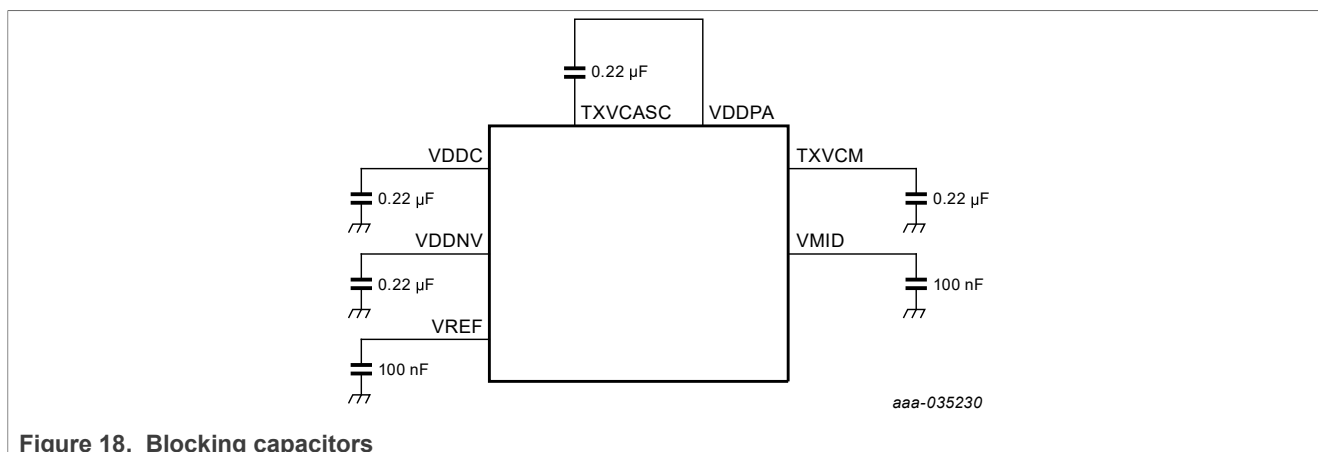 0.22 µF
TXVCASC VDDPA
VDDC TXVCM
0.22 µF 0.22 µF
VDDNV VMID
0.22 µF 100 nF
VREF
100 nF
aaa-035230
Figure 18. Blocking capacitors